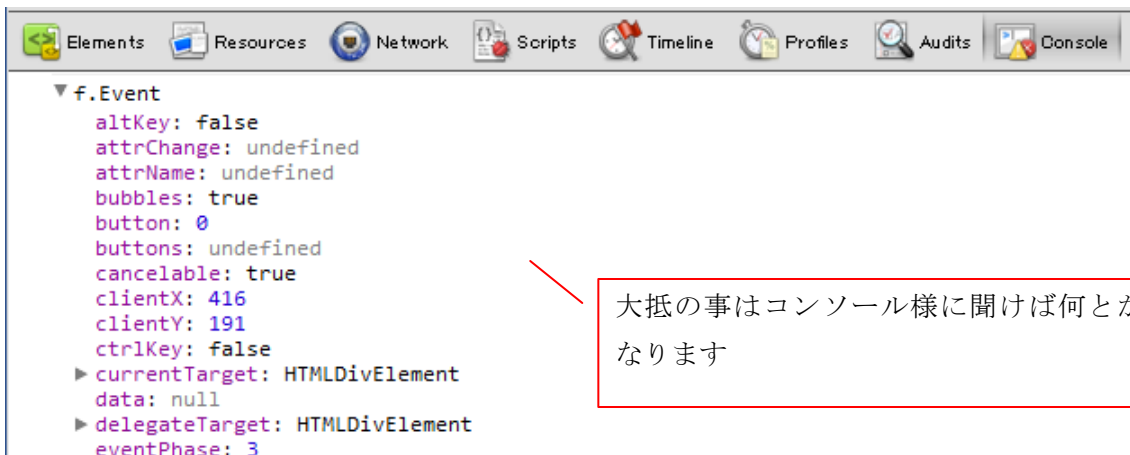 Elements Resources Network Scripts Timeline Profiles Audits Console
▼ f.Event
altKey: false
attrChange: undefined
attrName: undefined
bubbles: true
button: 0
buttons: undefined
cancelable: true
clientX: 416
clientY: 191
ctrlKey: false
▶ currentTarget: HTMLDivElement
data: null
▶ delegateTarget: HTMLDivElement
eventPhase: 3
大抵の事はコンソール様に聞けば何とか
なります